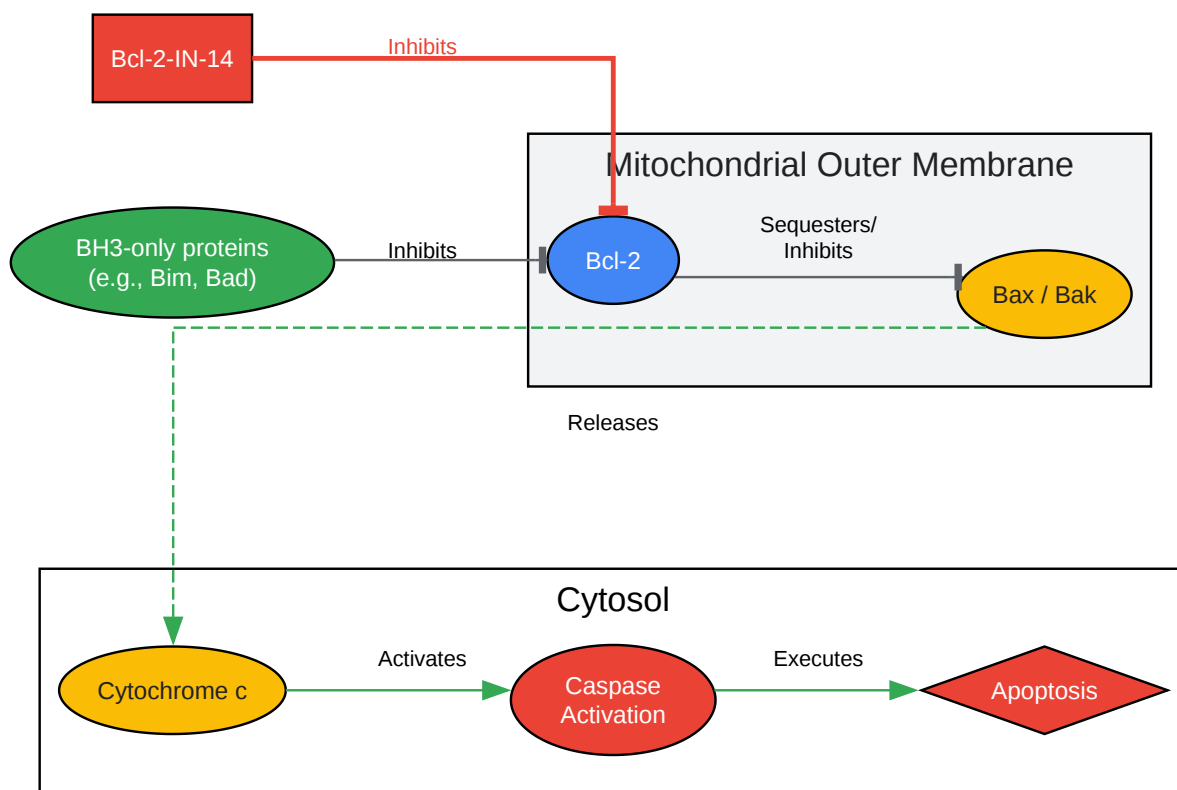 Inhibits
Bcl-2-IN-14
Mitochondrial Outer Membrane
Sequesters/
Inhibits
BH3-only proteins
(e.g., Bim, Bad)
Inhibits
Bcl-2
Bax / Bak
Releases
Cytosol
Activates
Executes
Cytochrome c
Caspase
Activation
Apoptosis